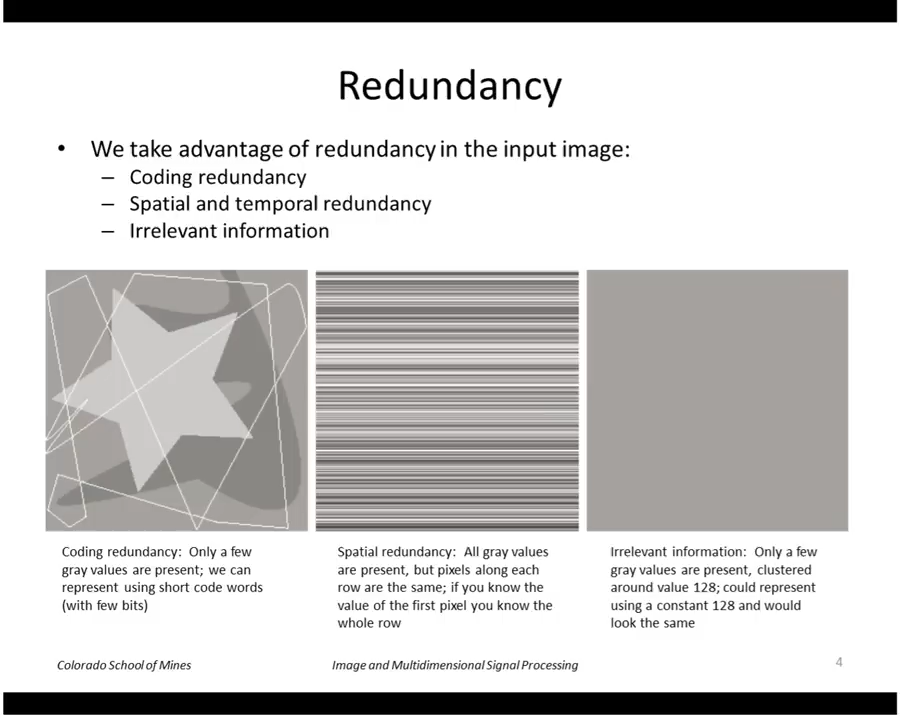 Redundancy
• We take advantage of redundancy in the input image:
– Coding redundancy
– Spatial and temporal redundancy
– Irrelevant information
Coding redundancy: Only a few
gray values are present; we can
represent using short code words
(with few bits)
Spatial redundancy: All gray values
are present, but pixels along each
row are the same; if you know the
value of the first pixel you know the
whole row
Irrelevant information: Only a few
gray values are present, clustered
around value 128; could represent
using a constant 128 and would
look the same
Colorado School of Mines
Image and Multidimensional Signal Processing
4